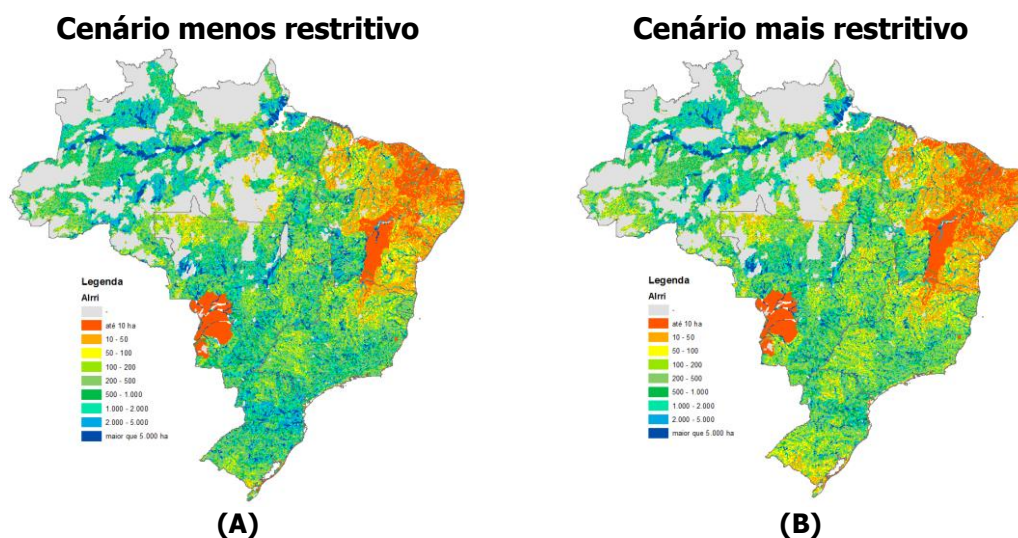 Cenário menos restritivo
Legenda
AIrri
-
até 10 ha
10 - 50
50 - 100
100 - 200
200 - 500
500 - 1.000
1.000 - 2.000
2.000 - 5.000
maior que 5.000 ha
(A)
Cenário mais restritivo
Legenda
AIrri
-
até 10 ha
10 - 50
50 - 100
100 - 200
200 - 500
500 - 1.000
1.000 - 2.000
2.000 - 5.000
maior que 5.000 ha
(B)